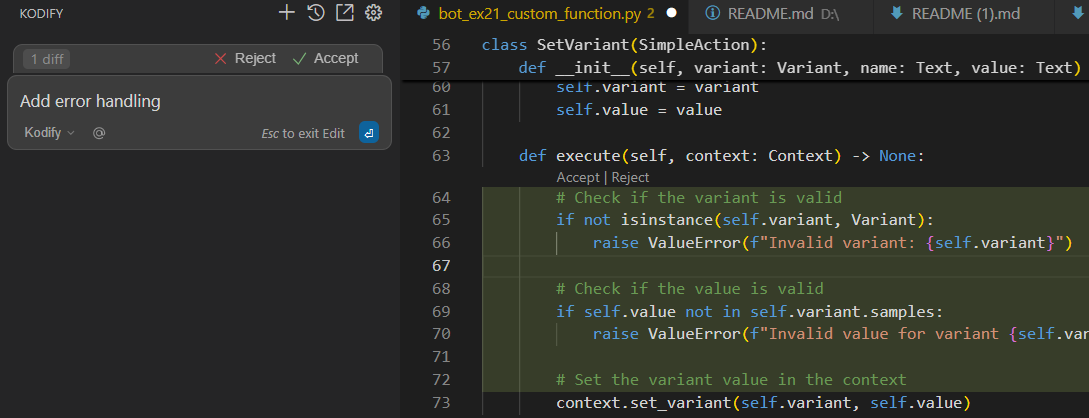 KODIFY
1 diff Reject Accept
Add error handling
Kodify @ Esc to exit Edit
bot_ex21_custom_function.py 2 README.md D:\ README (1).md
56 class SetVariant(SimpleAction):
57 def __init__(self, variant: Variant, name: Text, value: Text)
60 self.variant = variant
61 self.value = value
62
63 def execute(self, context: Context) -> None:
Accept | Reject
64 # Check if the variant is valid
65 if not isinstance(self.variant, Variant):
66 raise ValueError(f"Invalid variant: {self.variant}")
67
68 # Check if the value is valid
69 if self.value not in self.variant.samples:
70 raise ValueError(f"Invalid value for variant {self.var
71
72 # Set the variant value in the context
73 context.set_variant(self.variant, self.value)